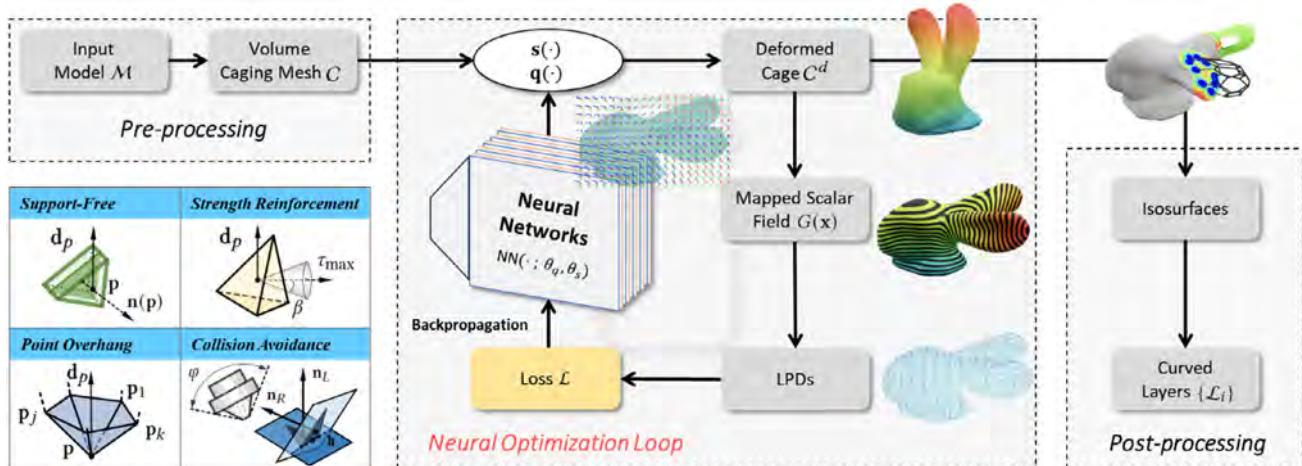 Input
Model M
Volume
Caging Mesh C
Pre-processing
s(·)
q(·)
Deformed
Cage C^d
Neural
Networks
NN(· ; θ_q, θ_s)
Mapped Scalar
Field G(x)
Backpropagation
Loss L
LPDs
Neural Optimization Loop
Isosurfaces
Curved
Layers {L_i}
Post-processing
Support-Free
d_p
p
n(p)
Strength Reinforcement
d_p
τ_max
β
Point Overhang
d_p
p_1
p_j
p_k
p
Collision Avoidance
φ
n_L
n_R
h